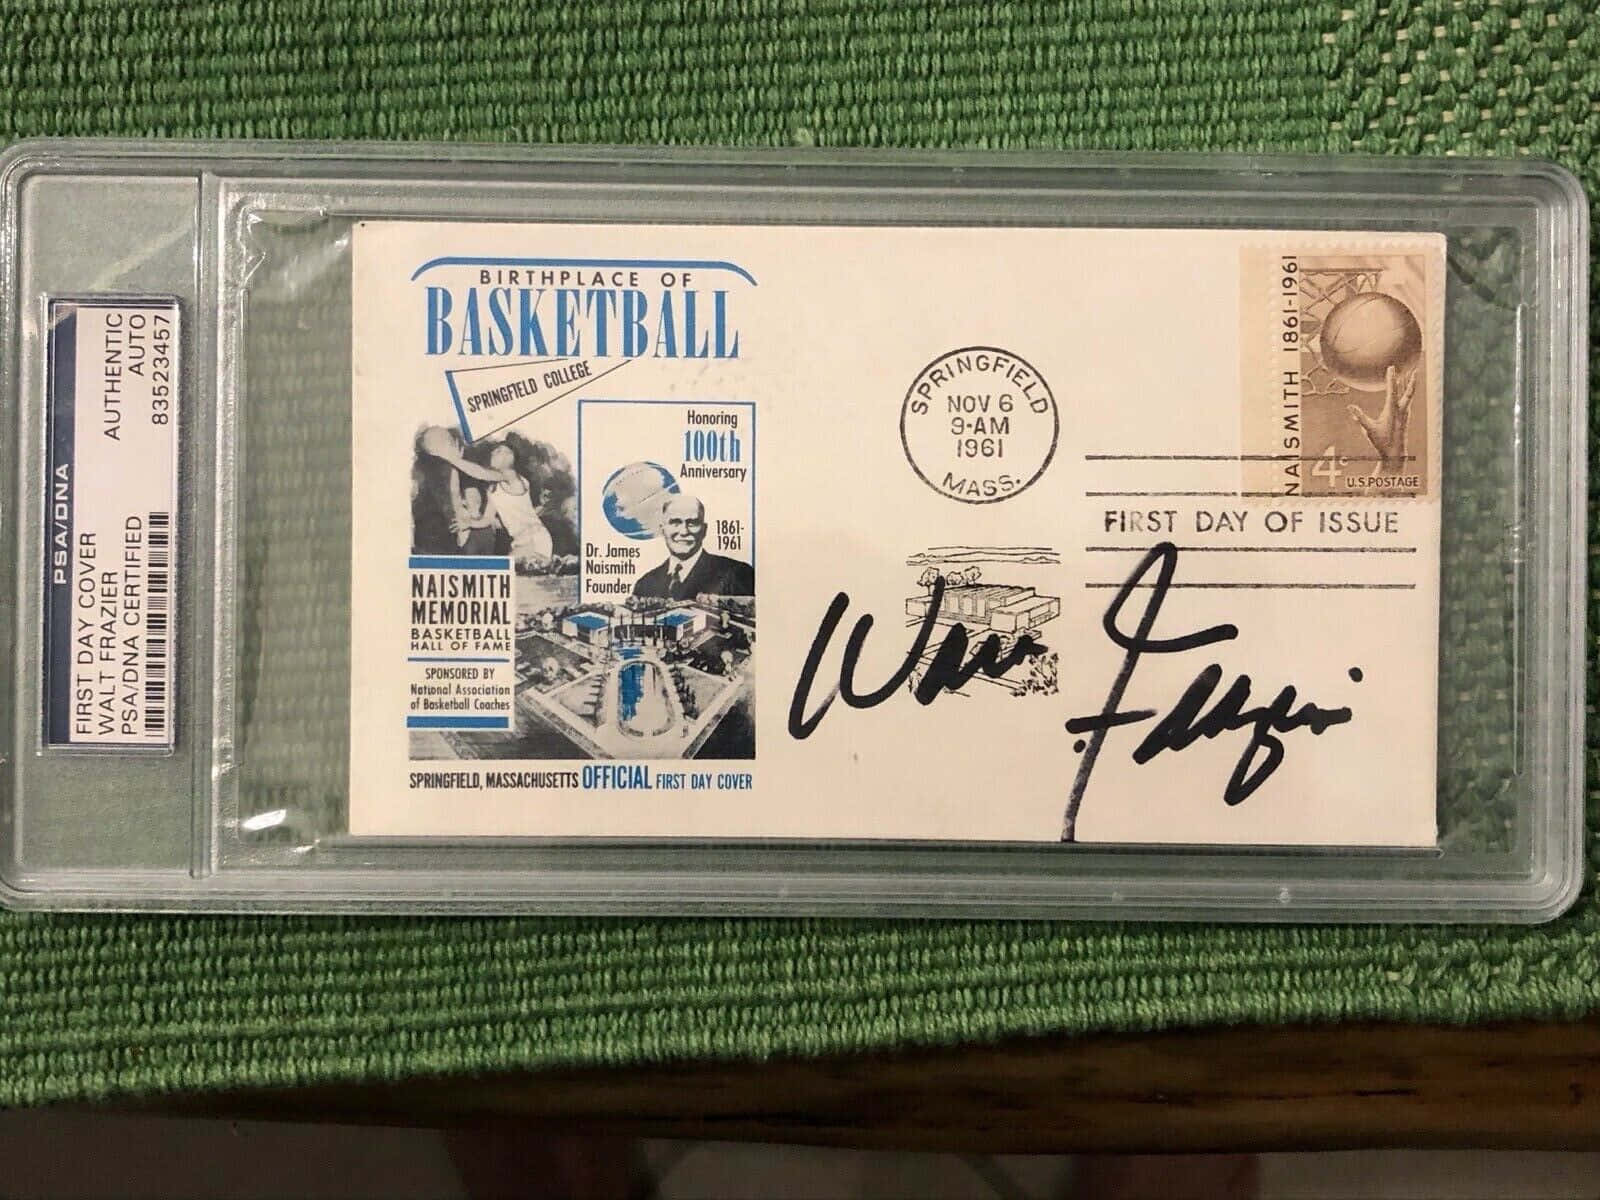 PSA/DNA
FIRST DAY COVER
WALT FRAZIER
PSA/DNA CERTIFIED
AUTHENTIC
AUTO
83523457
BIRTHPLACE OF
BASKETBALL
SPRINGFIELD COLLEGE
Honoring
100th
Anniversary
1861-
1961
Dr. James
Naismith
Founder
NAISMITH
MEMORIAL
BASKETBALL
HALL OF FAME
SPONSORED BY
National Association
of Basketball Coaches
SPRINGFIELD, MASSACHUSETTS OFFICIAL FIRST DAY COVER
SPRINGFIELD
NOV 6
9-AM
1961
MASS.
NAISMITH 1861-1961
4c
U.S. POSTAGE
FIRST DAY OF ISSUE
Walt Frazier